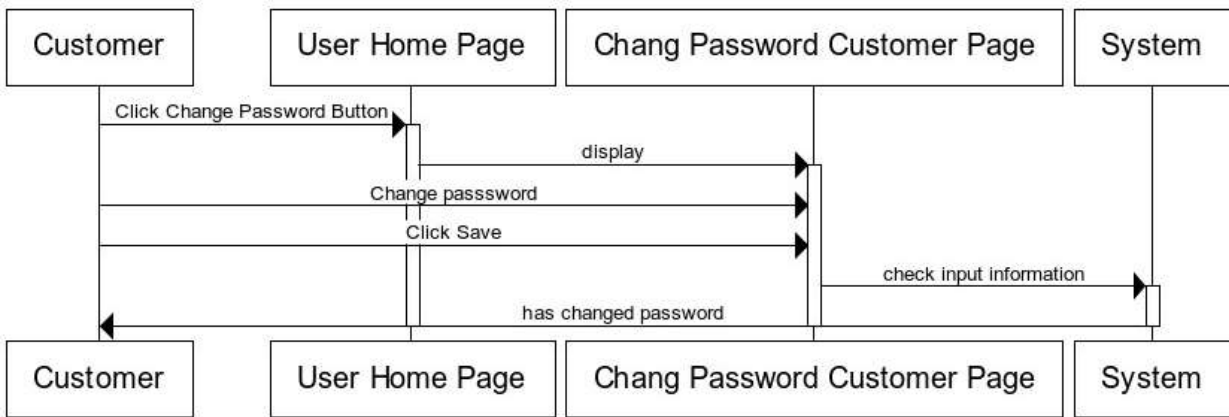 Customer
User Home Page
Chang Password Customer Page
System
Click Change Password Button
display
Change passsword
Click Save
check input information
has changed password
Customer
User Home Page
Chang Password Customer Page
System